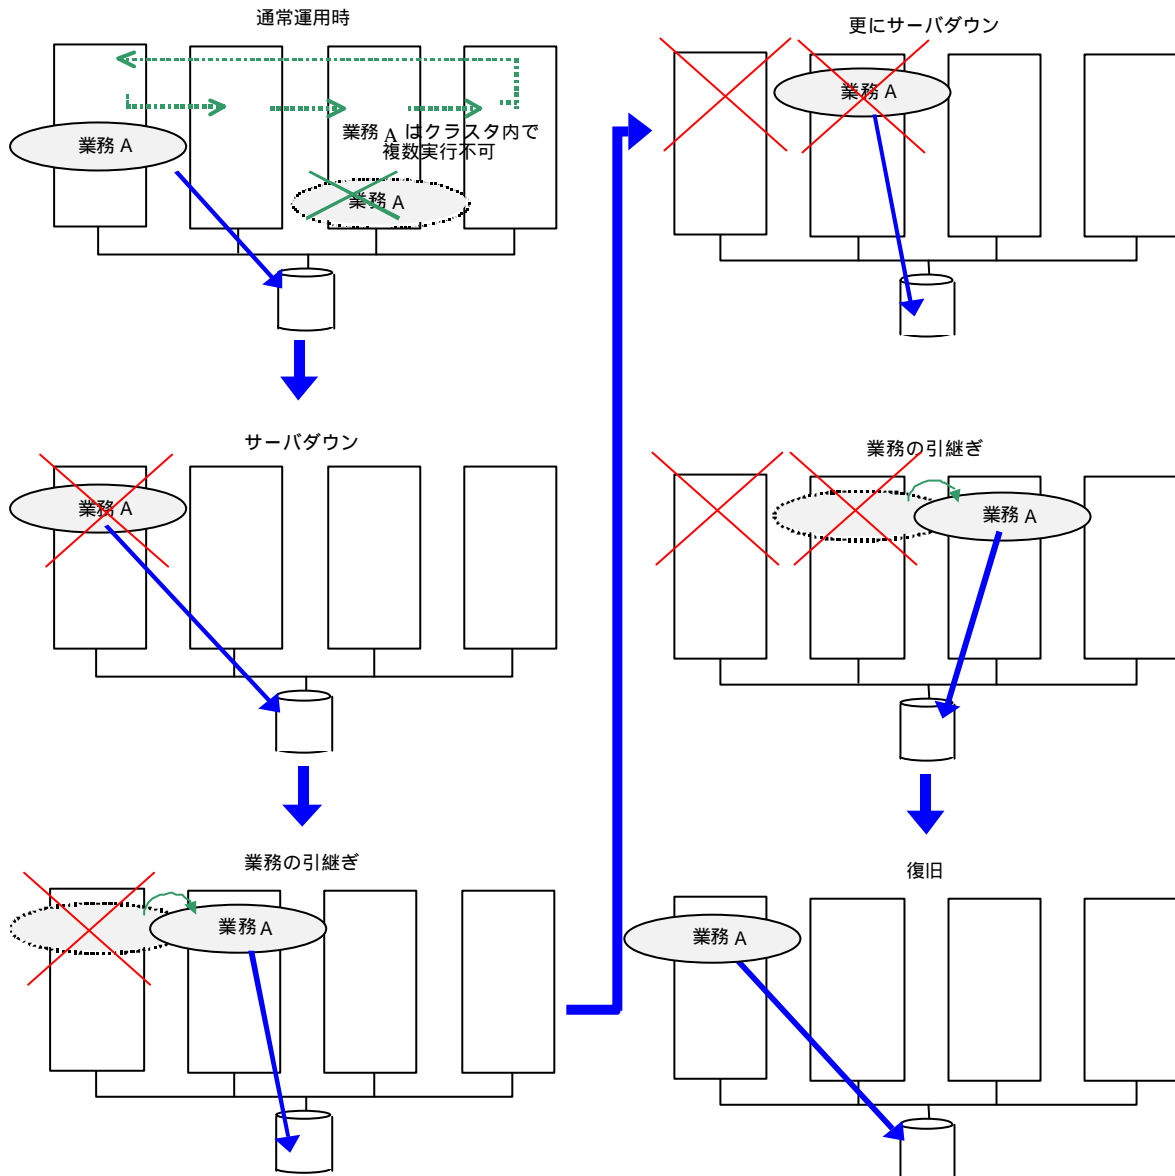 通常運用時
業務 A
業務 A はクラスタ内で
複数実行不可
業務 A
サーバダウン
業務 A
業務の引継ぎ
業務 A
更にサーバダウン
業務 A
業務の引継ぎ
業務 A
復旧
業務 A